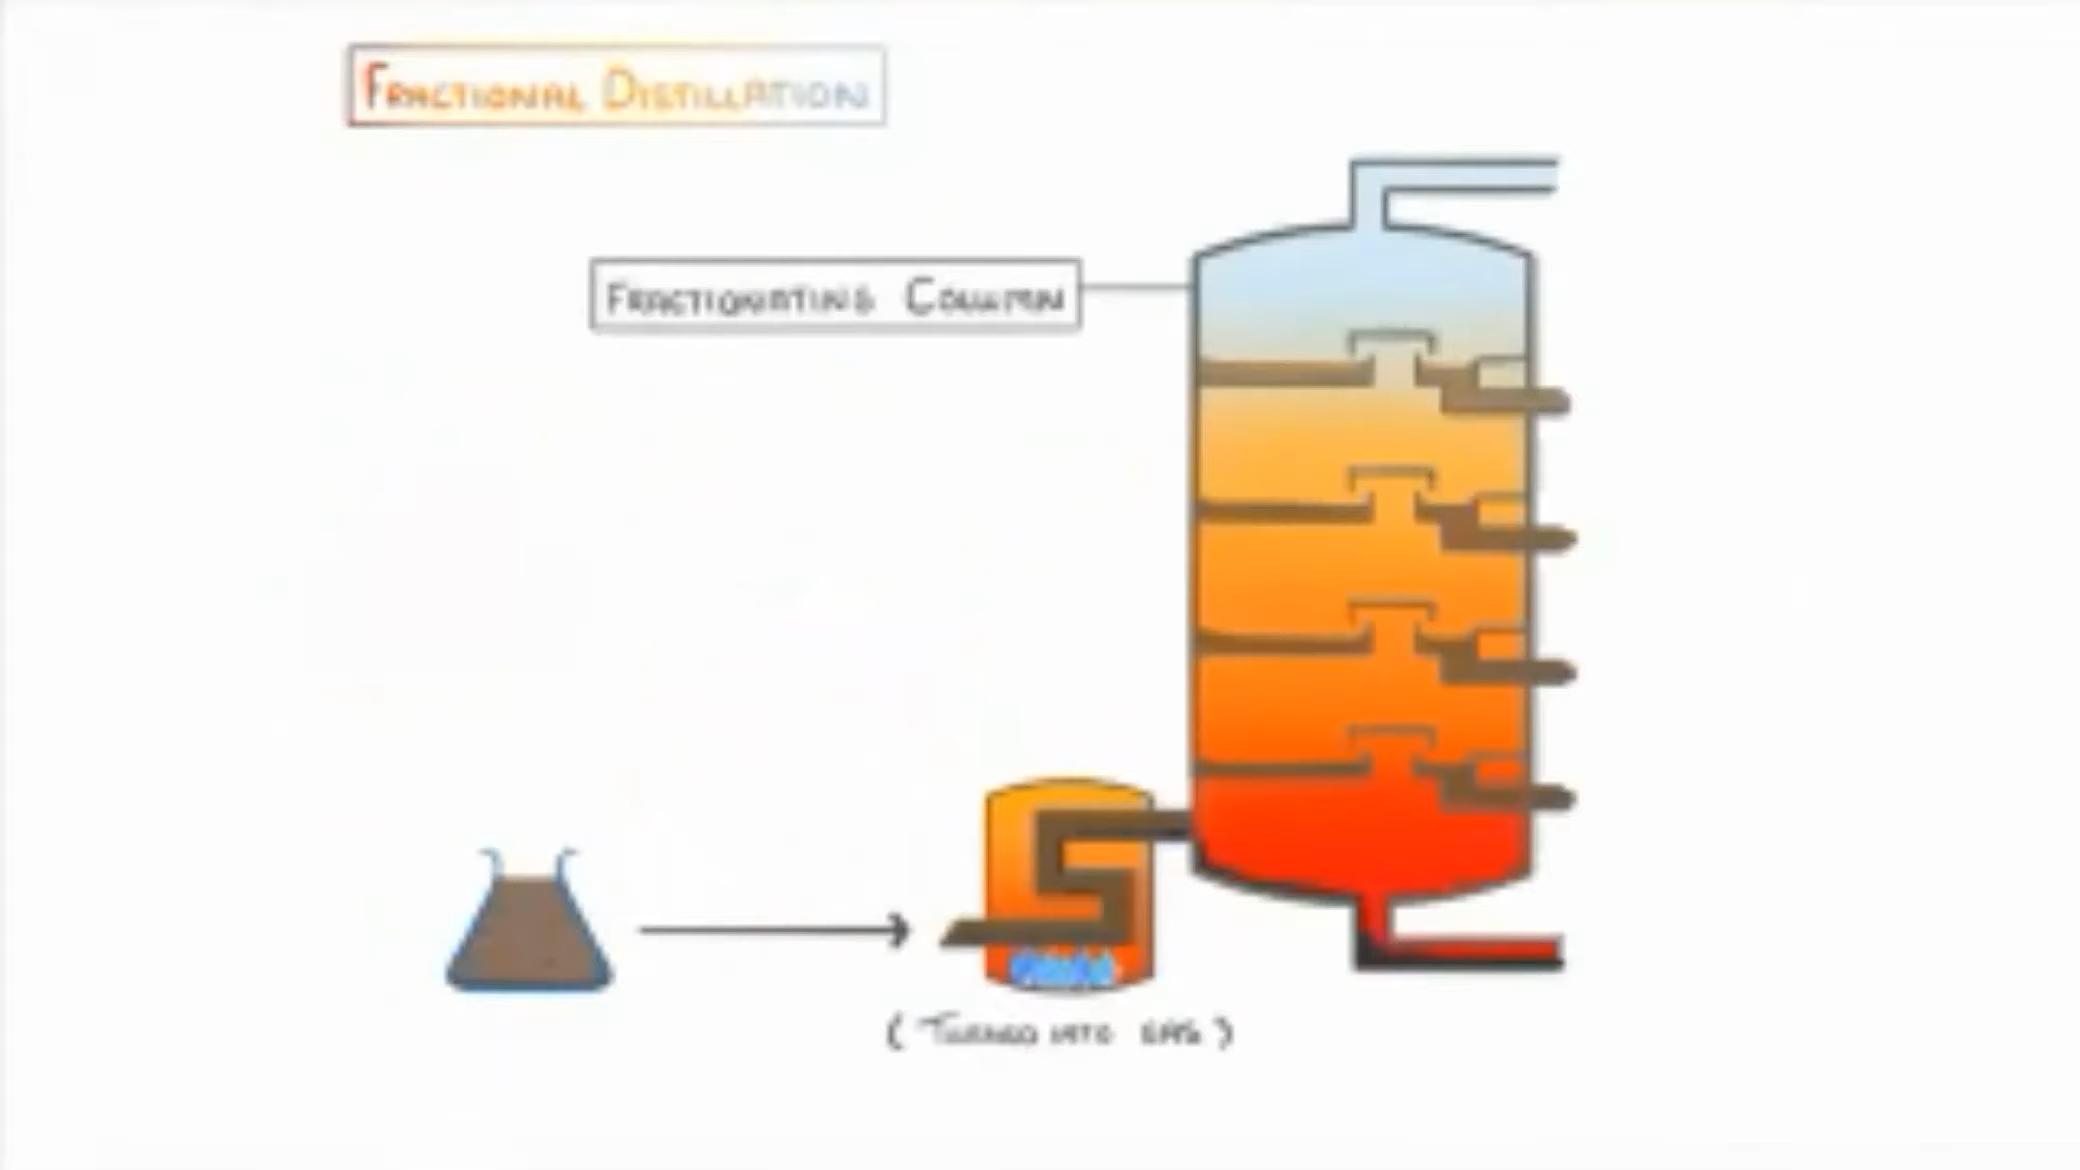 FRACTIONAL DISTILLATION
FRACTIONATING COLUMN
( TURNED INTO GAS )